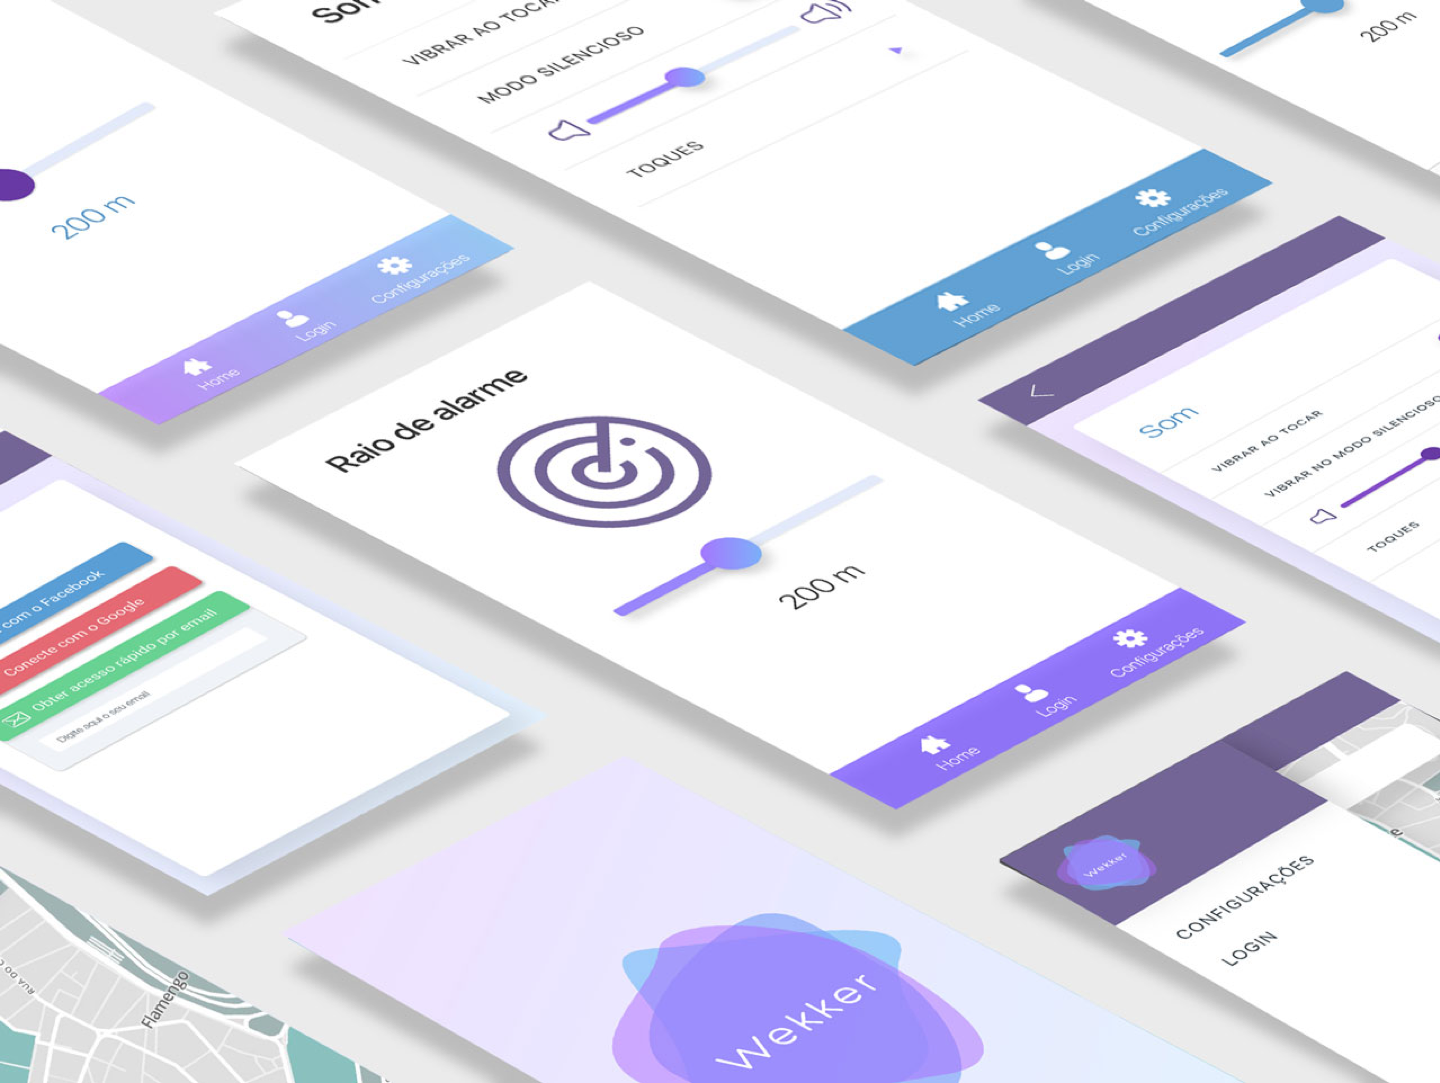 200 m
Home
Login
Configurações
Som
VIBRAR AO TOCAR
MODO SILENCIOSO
TOQUES
Home
Login
Configurações
200 m
Raio de alarme
200 m
Home
Login
Configurações
Som
VIBRAR AO TOCAR
VIBRAR NO MODO SILENCIOSO
TOQUES
com o Facebook
Conecte com o Google
Obter acesso rápido por email
Digite aqui o seu email
Flamengo
RUA DO
Wekker
Wekker
CONFIGURAÇÕES
LOGIN
e